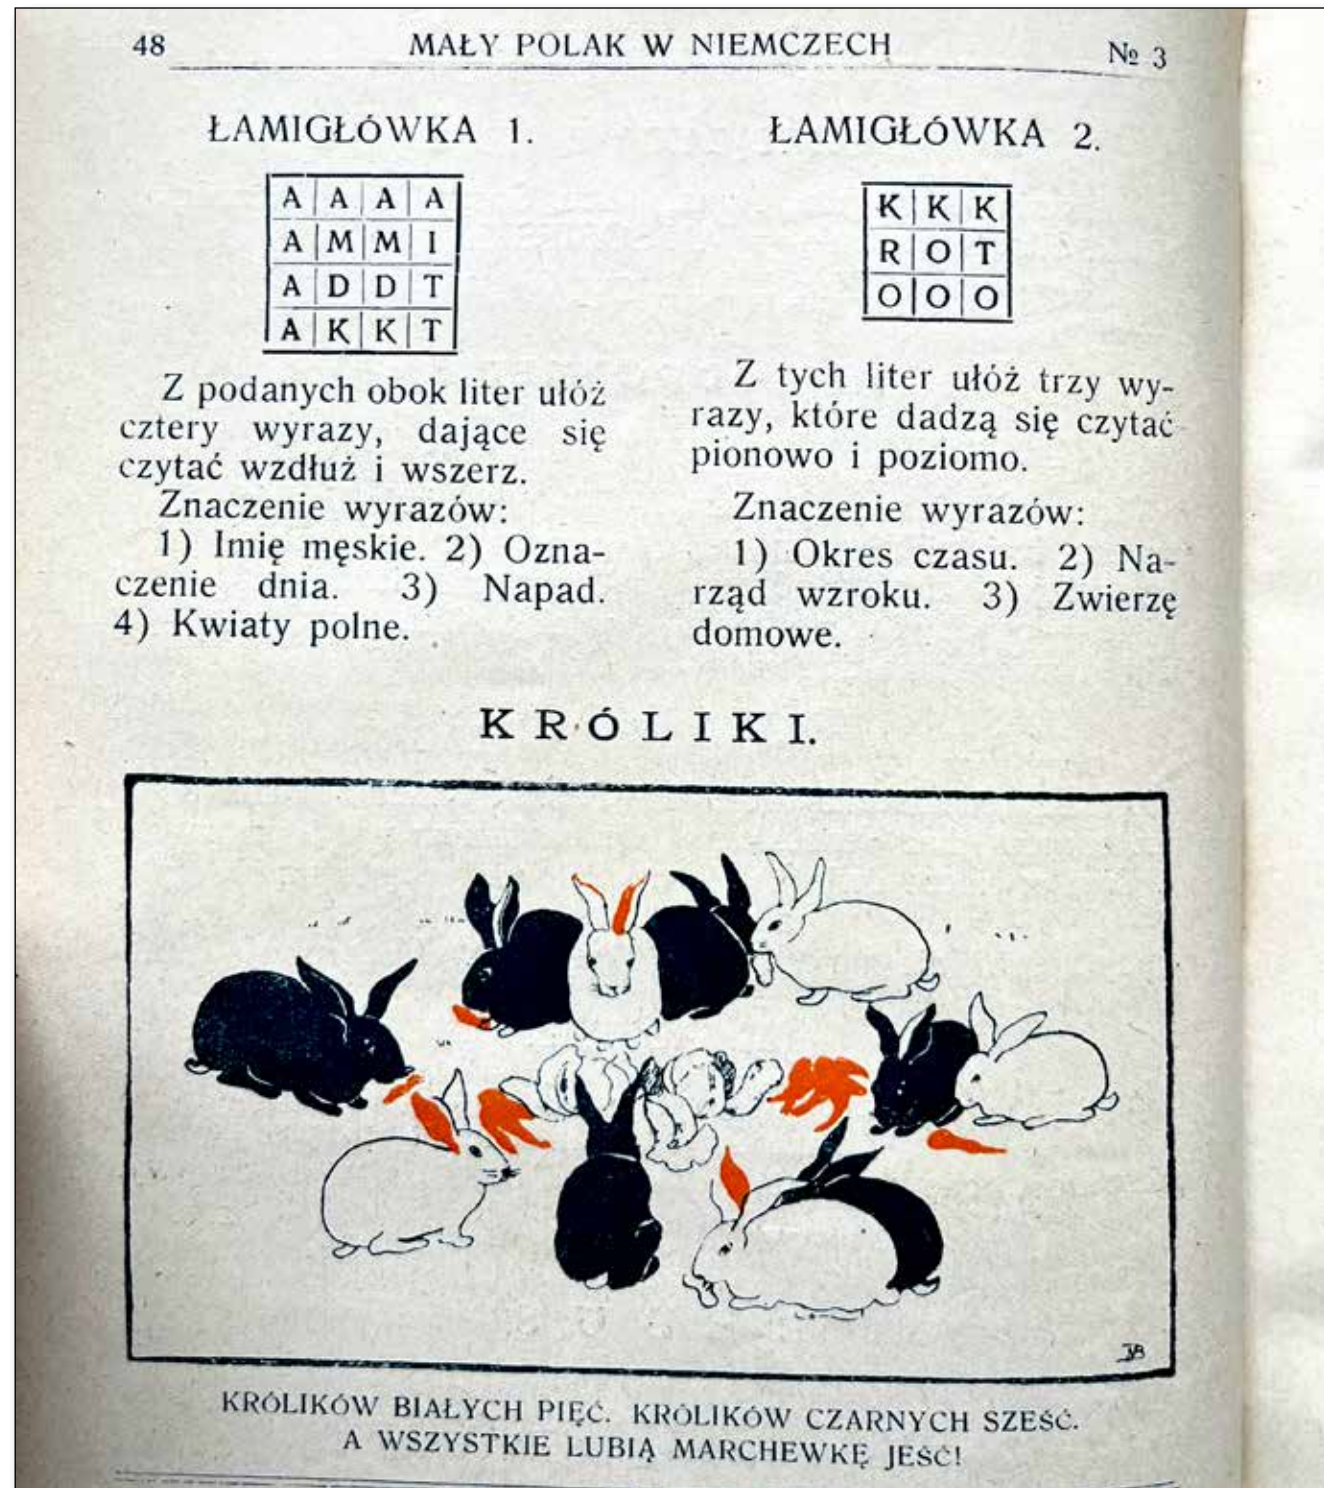 48 MAŁY POLAK W NIEMCZECH № 3
ŁAMIGŁÓWKA 1.
A A A A
A M M I
A D D T
A K K T
Z podanych obok liter ułóż
cztery wyrazy, dające się
czytać wzdłuż i wszerz.
Znaczenie wyrazów:
1) Imię męskie. 2) Ozna-
czenie dnia. 3) Napad.
4) Kwiaty polne.
ŁAMIGŁÓWKA 2.
K K K
R O T
O O O
Z tych liter ułóż trzy wy-
razy, które dadzą się czytać
pionowo i poziomo.
Znaczenie wyrazów:
1) Okres czasu. 2) Na-
rząd wzroku. 3) Zwierzę
domowe.
KRÓLIKI.
KRÓLIKÓW BIAŁYCH PIĘĆ. KRÓLIKÓW CZARNYCH SZEŚĆ.
A WSZYSTKIE LUBIĄ MARCHEWKĘ JEŚĆ!